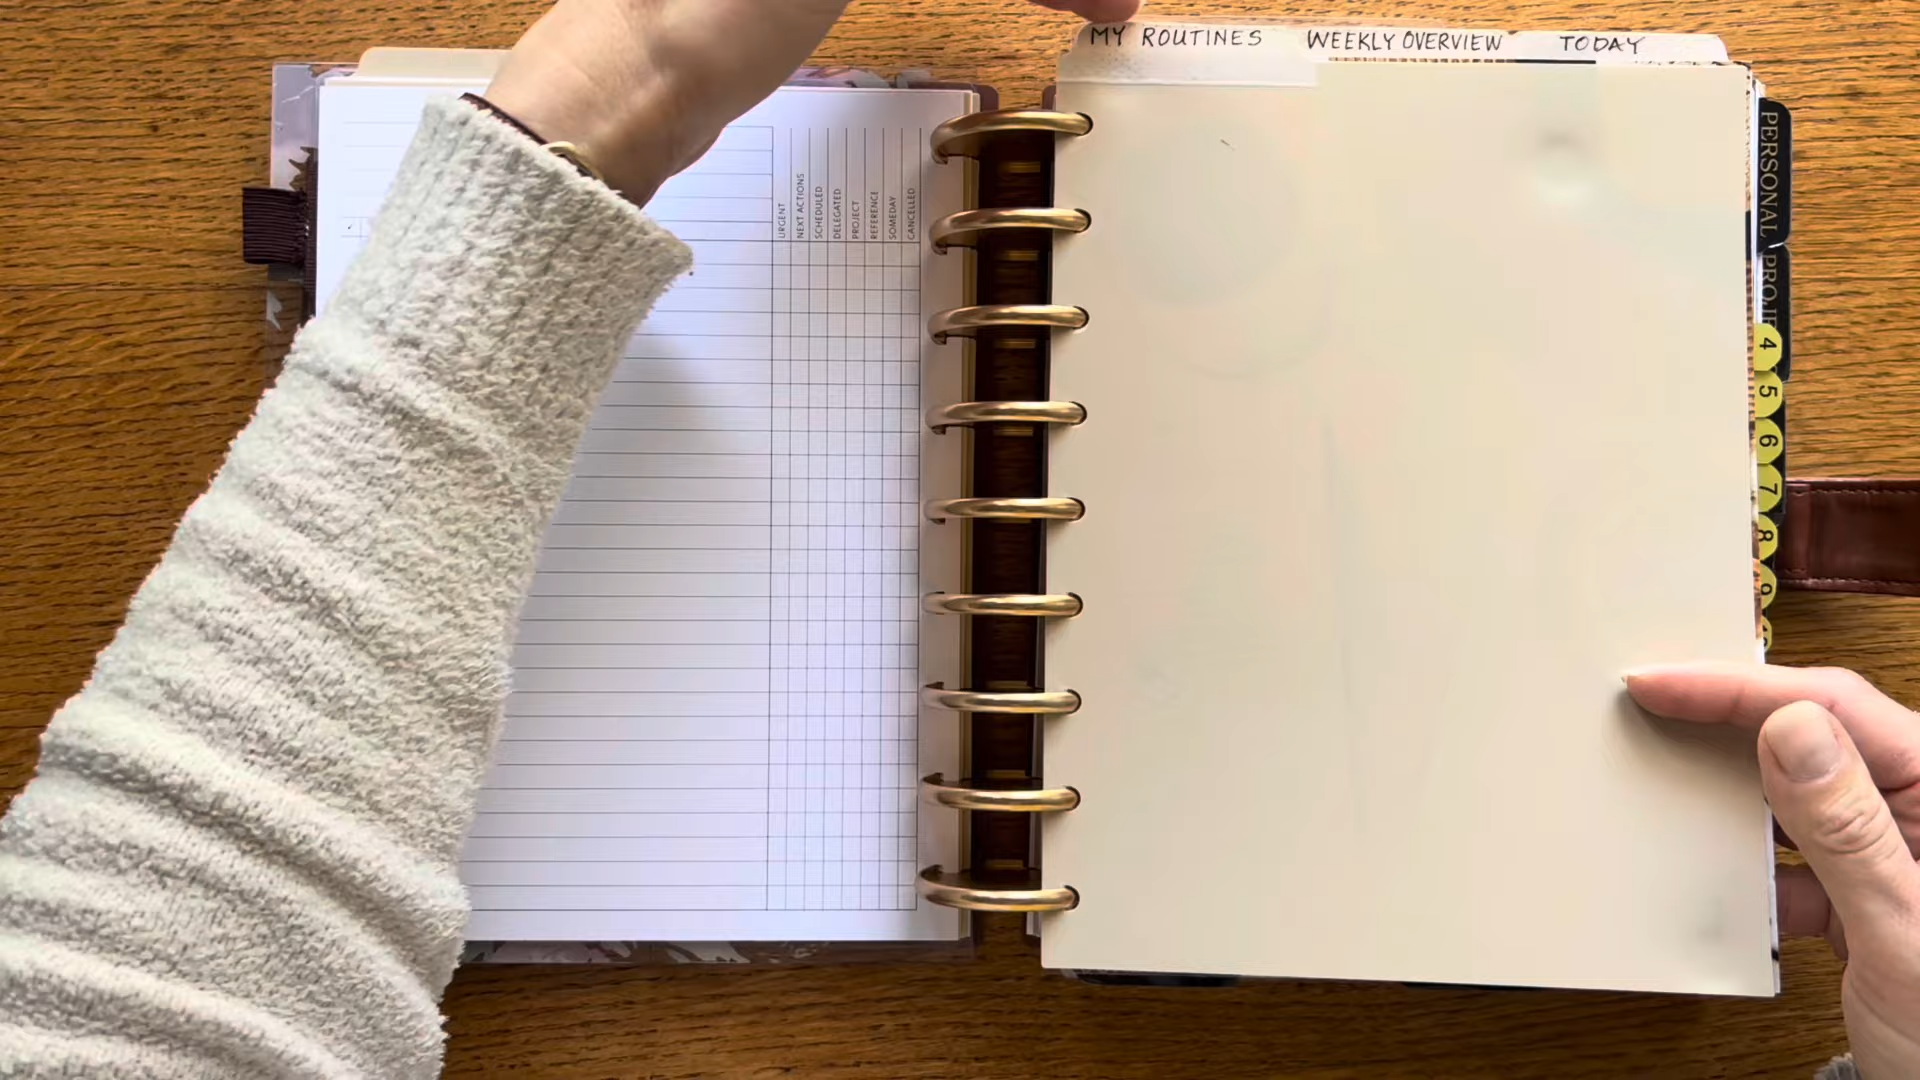 MY ROUTINES
WEEKLY OVERVIEW
TODAY
URGENT
NEXT ACTIONS
SCHEDULED
DELEGATED
PROJECT
REFERENCE
SOMEDAY
CANCELLED
PERSONAL
4
5
6
7
8
9